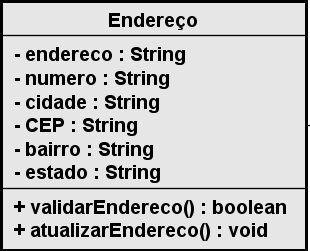 Endereço
- endereco : String
- numero : String
- cidade : String
- CEP : String
- bairro : String
- estado : String
+ validarEndereco() : boolean
+ atualizarEndereco() : void